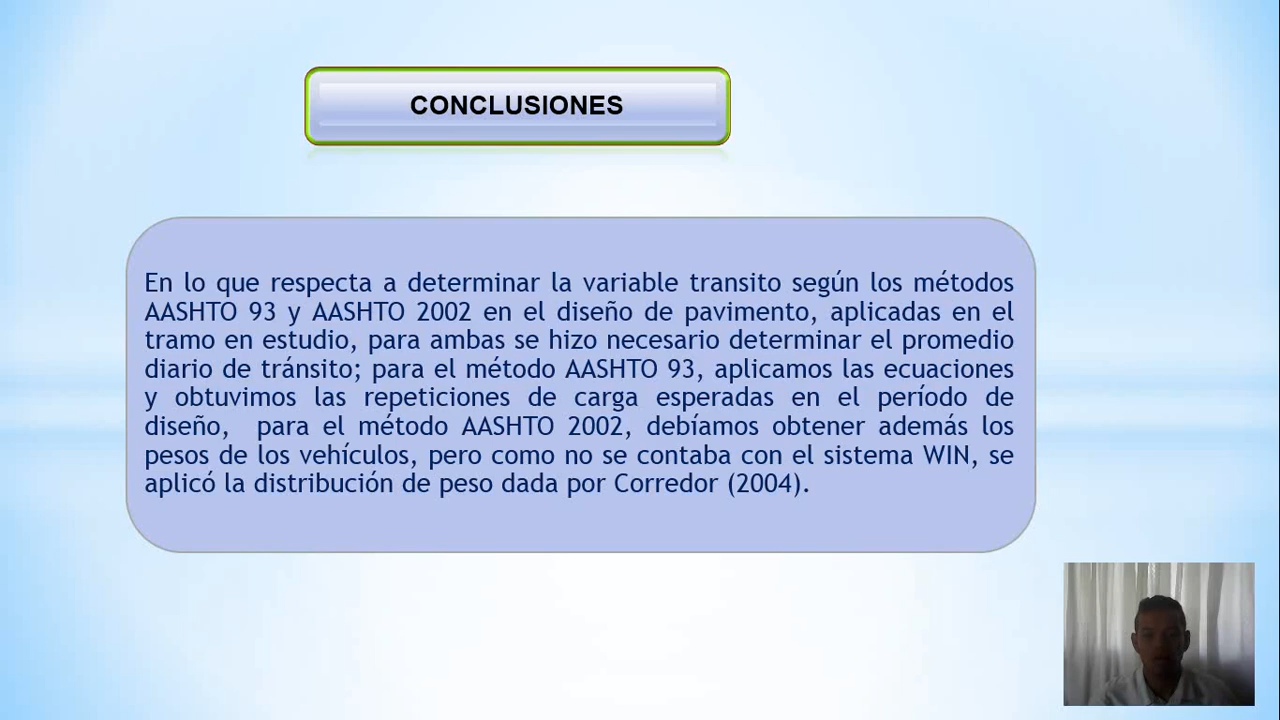 CONCLUSIONES
En lo que respecta a determinar la variable transito según los métodos
AASHTO 93 y AASHTO 2002 en el diseño de pavimento, aplicadas en el
tramo en estudio, para ambas se hizo necesario determinar el promedio
diario de tránsito; para el método AASHTO 93, aplicamos las ecuaciones
y obtuvimos las repeticiones de carga esperadas en el período de
diseño, para el método AASHTO 2002, debíamos obtener además los
pesos de los vehículos, pero como no se contaba con el sistema WIN, se
aplicó la distribución de peso dada por Corredor (2004).